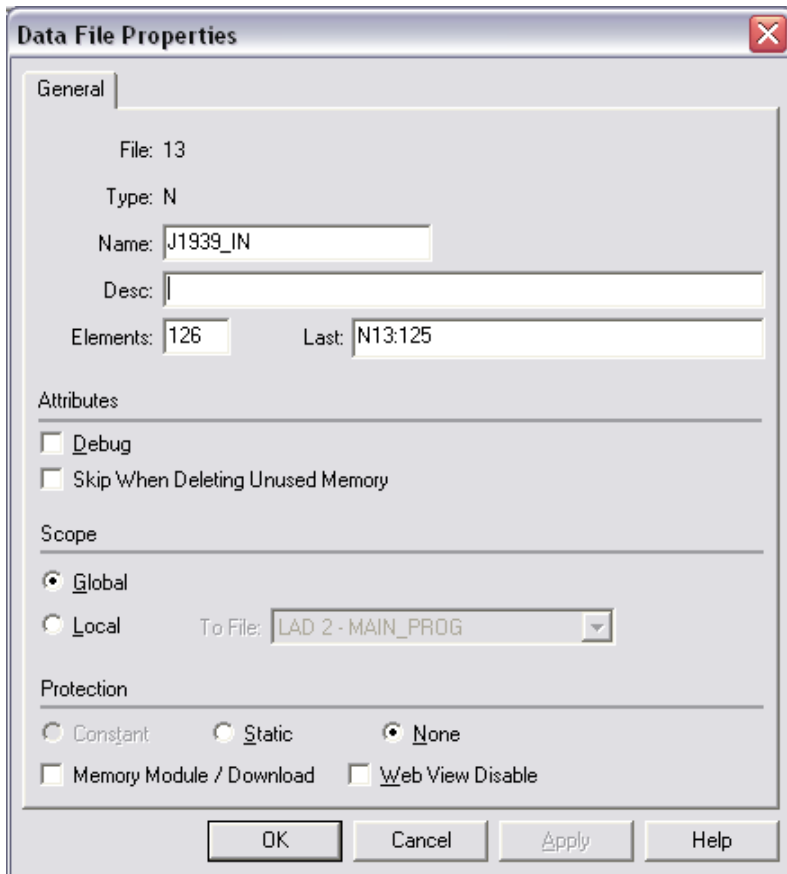 Data File Properties
General
File: 13
Type: N
Name: J1939_IN
Desc:
Elements: 126 Last: N13:125
Attributes
Debug
Skip When Deleting Unused Memory
Scope
Global
Local To File: LAD 2 - MAIN_PROG
Protection
Constant Static None
Memory Module / Download Web View Disable
OK Cancel Apply Help